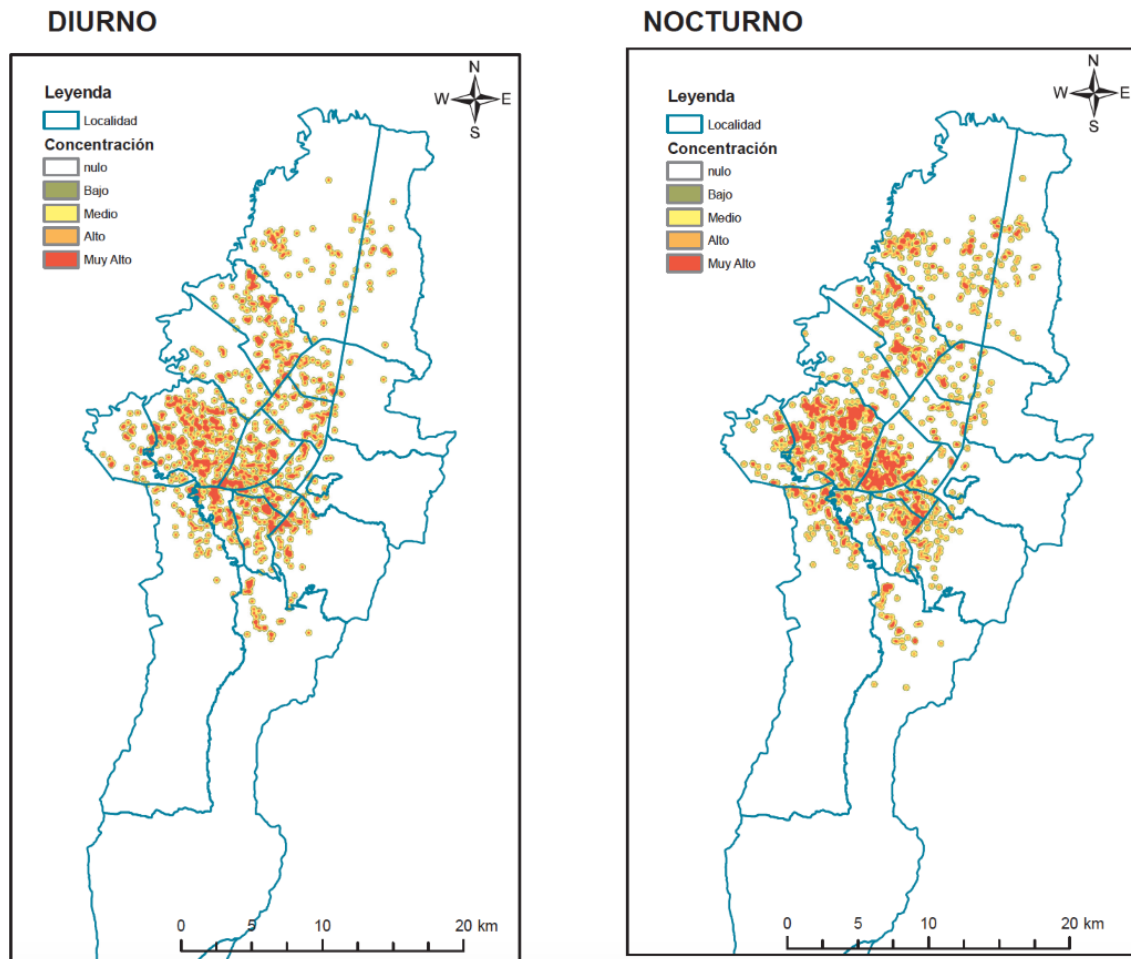 DIURNO
Leyenda
Localidad
Concentración
nulo
Bajo
Medio
Alto
Muy Alto
N
W E
S
0 5 10 20 km
NOCTURNO
Leyenda
Localidad
Concentración
nulo
Bajo
Medio
Alto
Muy Alto
N
W E
S
0 5 10 20 km